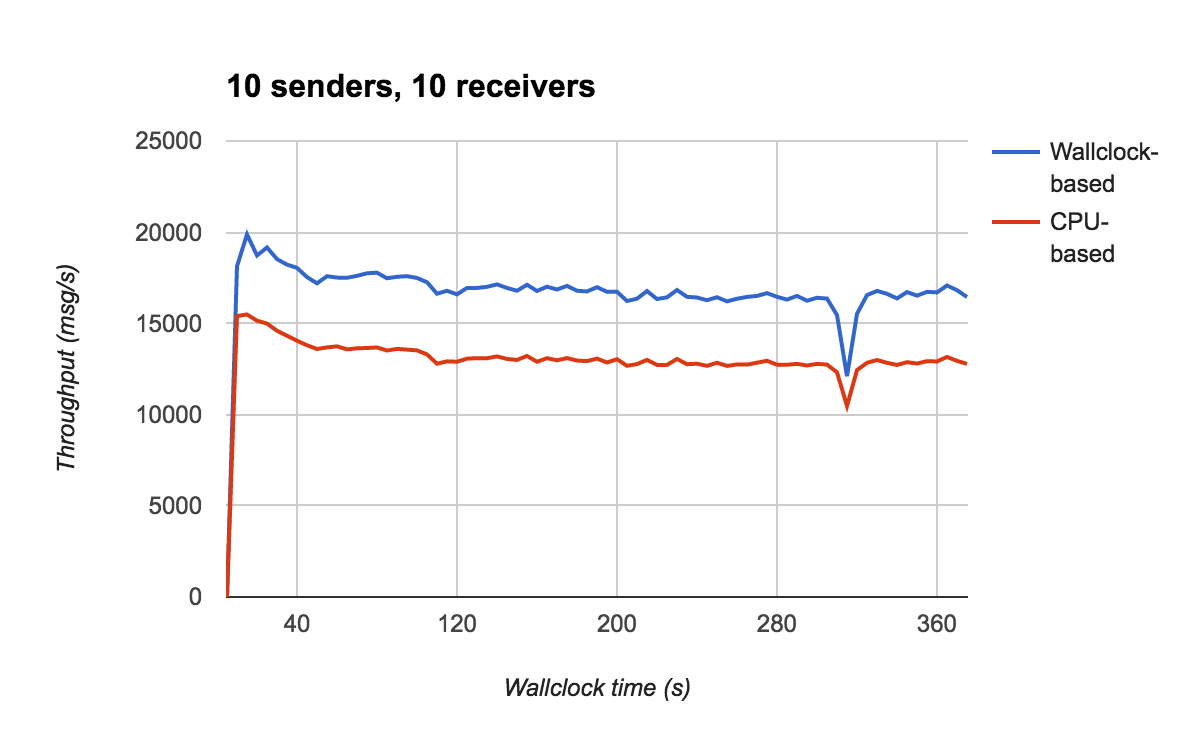 10 senders, 10 receivers
25000
20000
15000
10000
5000
0
Throughput (msg/s)
40 120 200 280 360
Wallclock time (s)
Wallclock-
based
CPU-
based